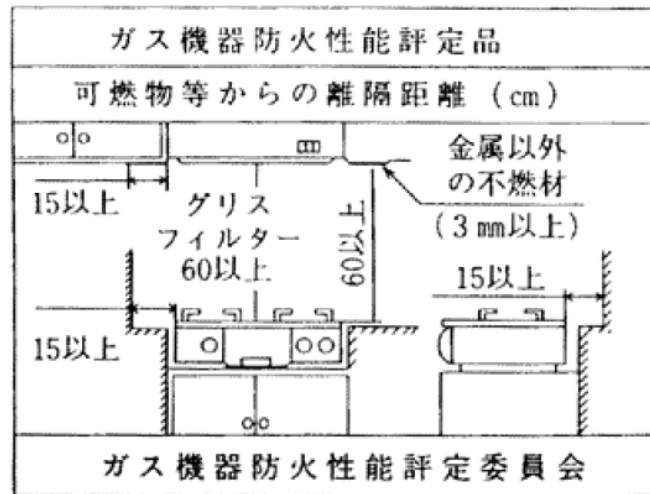 ガス機器防火性能評定品
可燃物等からの離隔距離(cm)
金属以外
の不燃材
(3㎜以上)
15以上
グリス
フィルター
60以上
60以上
15以上
15以上
ガス機器防火性能評定委員会